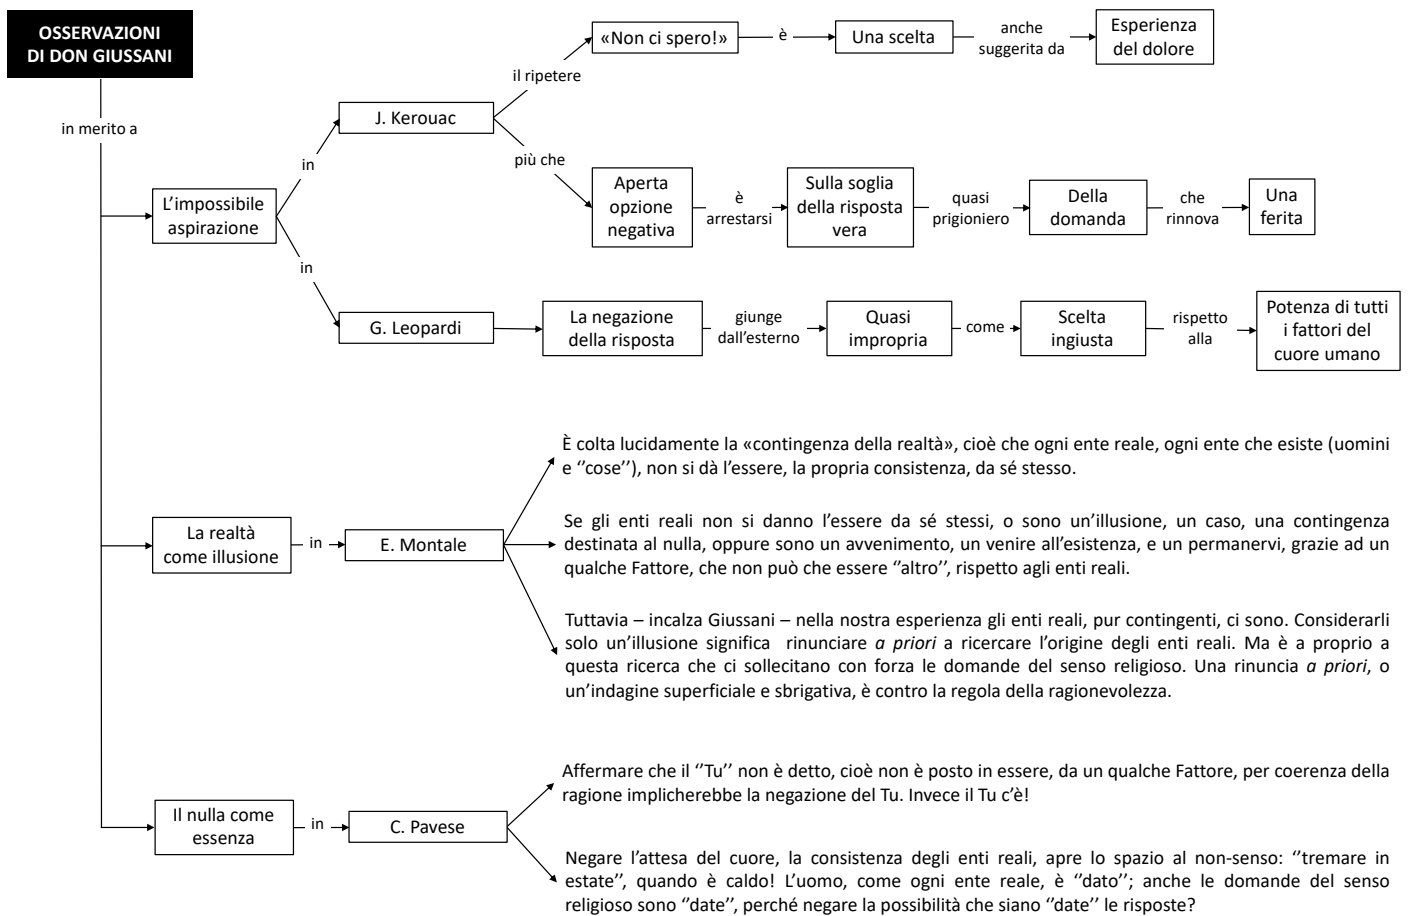 OSSERVAZIONI
DI DON GIUSSANI
in merito a
L’impossibile
aspirazione
in
J. Kerouac
il ripetere
«Non ci spero!»
è
Una scelta
anche
suggerita da
Esperienza
del dolore
più che
Aperta
opzione
negativa
è
arrestarsi
Sulla soglia
della risposta
vera
quasi
prigioniero
Della
domanda
che
rinnova
Una
ferita
in
G. Leopardi
La negazione
della risposta
giunge
dall’esterno
Quasi
impropria
come
Scelta
ingiusta
rispetto
alla
Potenza di tutti
i fattori del
cuore umano
La realtà
come illusione
in
E. Montale
È colta lucidamente la «contingenza della realtà», cioè che ogni ente reale, ogni ente che esiste (uomini
e ‘‘cose’’), non si dà l’essere, la propria consistenza, da sé stesso.
Se gli enti reali non si danno l’essere da sé stessi, o sono un’illusione, un caso, una contingenza
destinata al nulla, oppure sono un avvenimento, un venire all’esistenza, e un permanervi, grazie ad un
qualche Fattore, che non può che essere ‘‘altro’’, rispetto agli enti reali.
Tuttavia – incalza Giussani – nella nostra esperienza gli enti reali, pur contingenti, ci sono. Considerarli
solo un’illusione significa rinunciare a priori a ricercare l’origine degli enti reali. Ma è a proprio a
questa ricerca che ci sollecitano con forza le domande del senso religioso. Una rinuncia a priori, o
un’indagine superficiale e sbrigativa, è contro la regola della ragionevolezza.
Il nulla come
essenza
in
C. Pavese
Affermare che il ‘‘Tu’’ non è detto, cioè non è posto in essere, da un qualche Fattore, per coerenza della
ragione implicherebbe la negazione del Tu. Invece il Tu c’è!
Negare l’attesa del cuore, la consistenza degli enti reali, apre lo spazio al non-senso: ‘‘tremare in
estate’’, quando è caldo! L’uomo, come ogni ente reale, è ‘‘dato’’; anche le domande del senso
religioso sono ‘‘date’’, perché negare la possibilità che siano ‘‘date’’ le risposte?